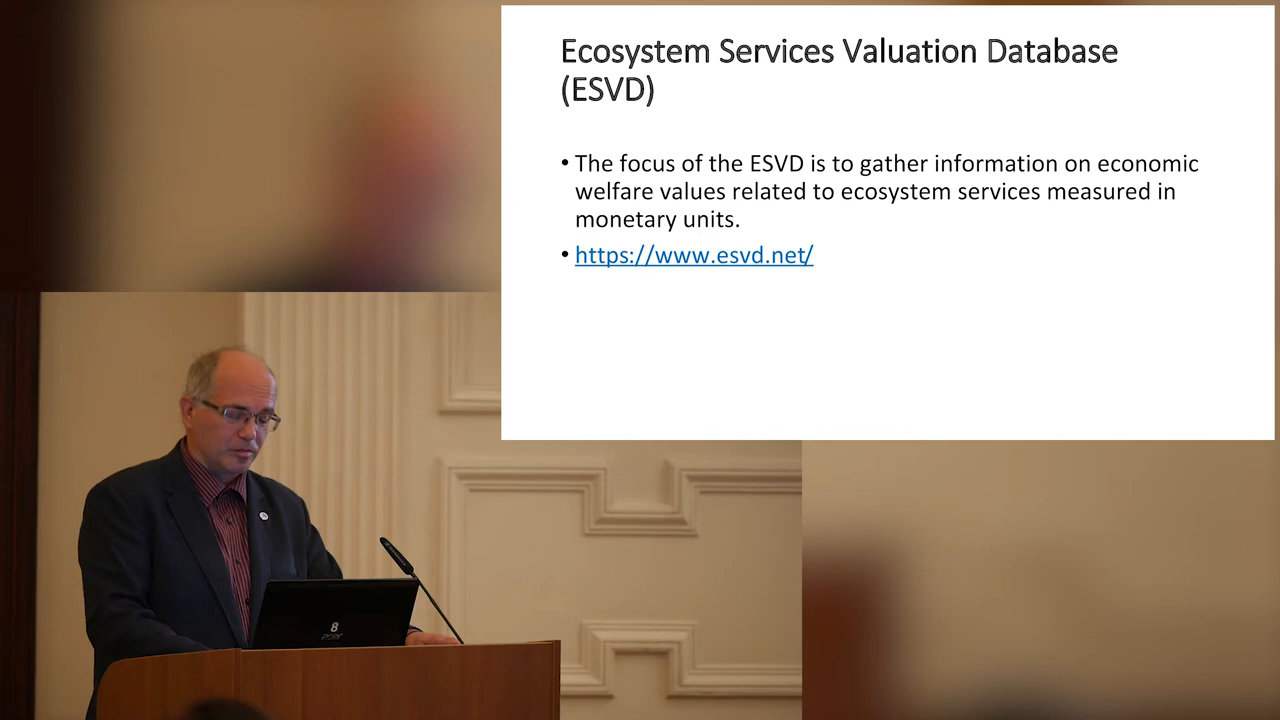 Ecosystem Services Valuation Database
(ESVD)
• The focus of the ESVD is to gather information on economic
welfare values related to ecosystem services measured in
monetary units.
• https://www.esvd.net/
8